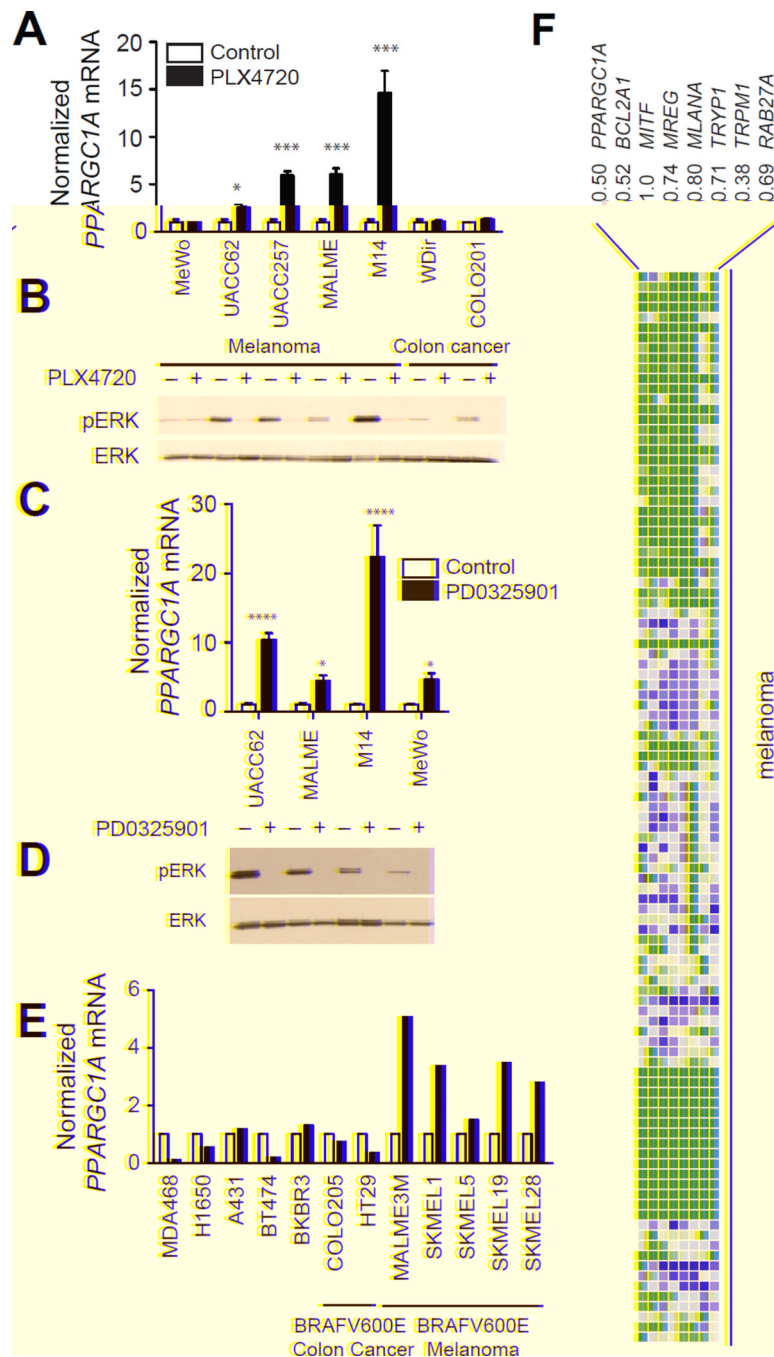 A
Normalized
PPARGC1A mRNA
20
15
10
5
0
Control
PLX4720
*
***
***
***
MeWo
UACC62
UACC257
MALME
M14
WDir
COLO201
B
Melanoma
Colon cancer
PLX4720
– + – + – + – + – + – + – +
pERK
ERK
C
Normalized
PPARGC1A mRNA
30
20
10
0
Control
PD0325901
****
*
****
*
UACC62
MALME
M14
MeWo
D
PD0325901
– + – + – + – +
pERK
ERK
E
Normalized
PPARGC1A mRNA
6
4
2
0
MDA468
H1650
A431
BT474
BKBR3
COLO205
HT29
MALME3M
SKMEL1
SKMEL5
SKMEL19
SKMEL28
BRAFV600E
Colon Cancer
BRAFV600E
Melanoma
F
0.50 PPARGC1A
0.52 BCL2A1
1.0 MITF
0.74 MREG
0.80 MLANA
0.71 TRYP1
0.38 TRPM1
0.69 RAB27A
melanoma